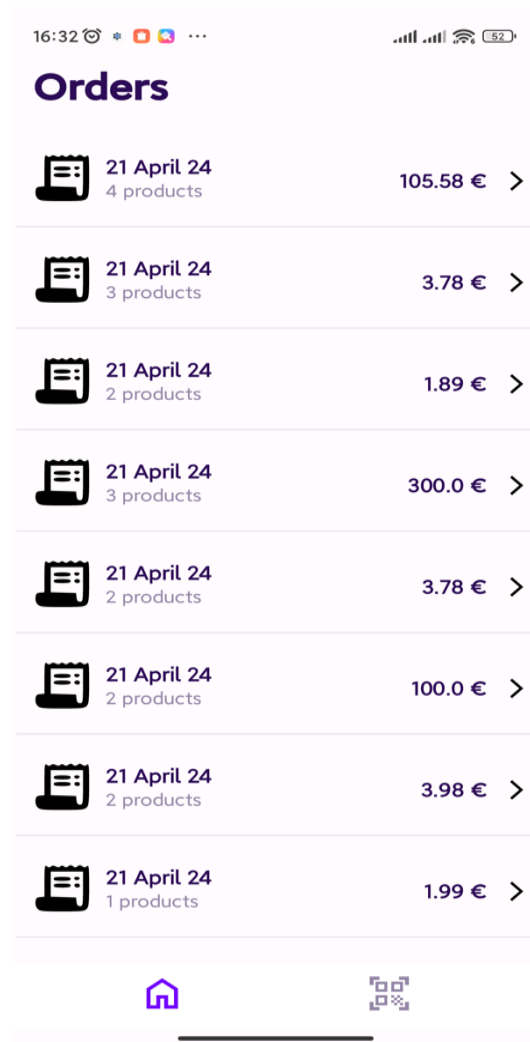 16:32
52
Orders
21 April 24
4 products
105.58 €
21 April 24
3 products
3.78 €
21 April 24
2 products
1.89 €
21 April 24
3 products
300.0 €
21 April 24
2 products
3.78 €
21 April 24
2 products
100.0 €
21 April 24
2 products
3.98 €
21 April 24
1 products
1.99 €